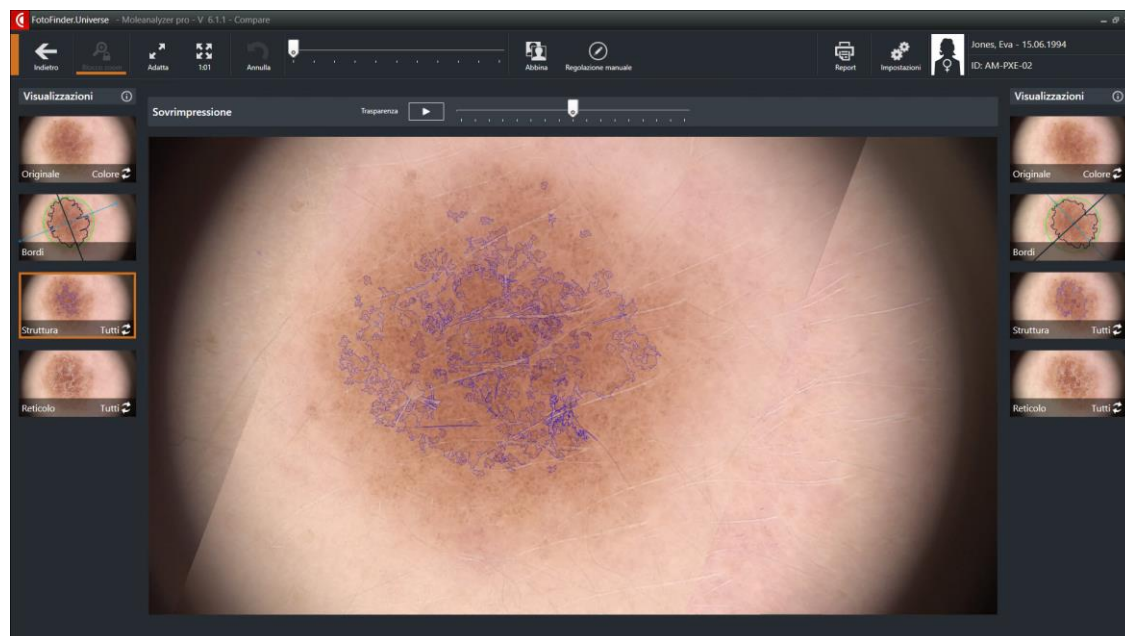 FotoFinder.Universe - Moleanalyzer pro - V 6.1.1 - Compare
Indietro
Blocco zoom
Adatta
1:01
Annulla
Abbina
Regolazione manuale
Report
Impostazioni
Jones, Eva - 15.06.1994
ID: AM-PXE-02
Visualizzazioni
Sovrimpressione
Trasparenza
Visualizzazioni
Originale Colore
Bordi
Struttura Tutti
Reticolo Tutti
Originale Colore
Bordi
Struttura Tutti
Reticolo Tutti